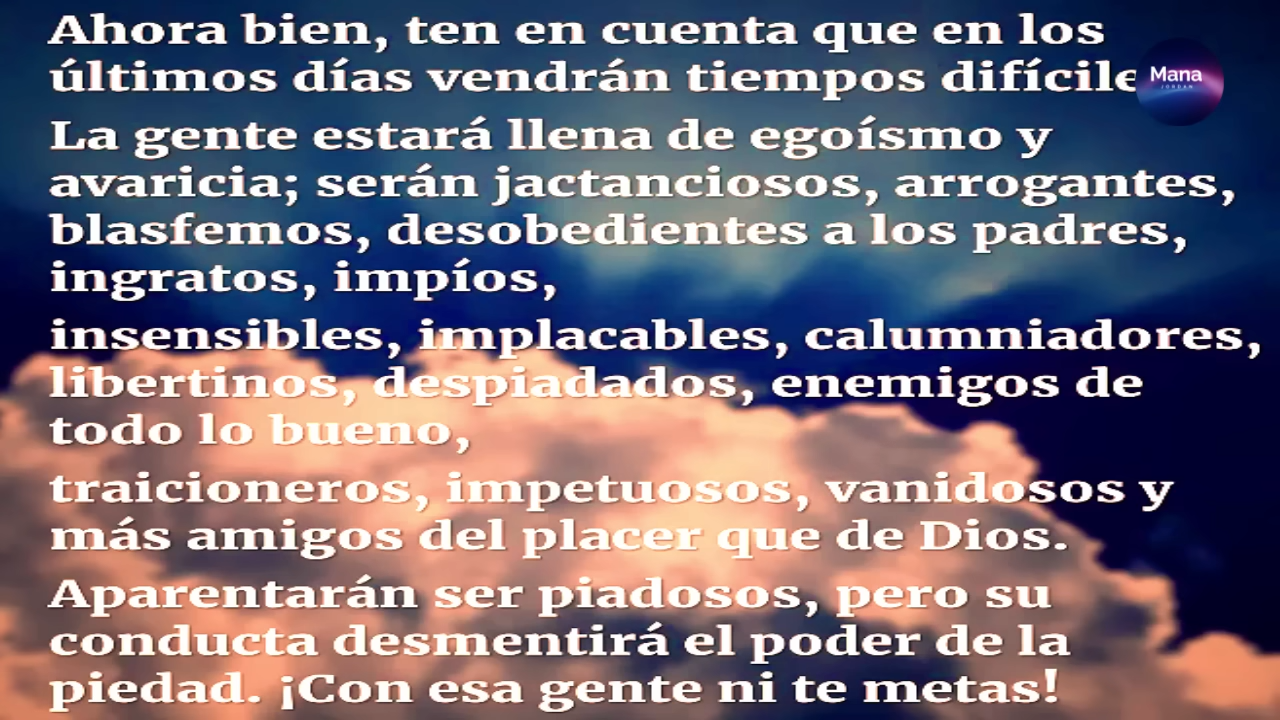 Ahora bien, ten en cuenta que en los
últimos días vendrán tiempos difícile
La gente estará llena de egoísmo y
avaricia; serán jactanciosos, arrogantes,
blasfemos, desobedientes a los padres,
ingratos, impíos,
insensibles, implacables, calumniadores,
libertinos, despiadados, enemigos de
todo lo bueno,
traicioneros, impetuosos, vanidosos y
más amigos del placer que de Dios.
Aparentarán ser piadosos, pero su
conducta desmentirá el poder de la
piedad. ¡Con esa gente ni te metas!
Mana
JORDAN